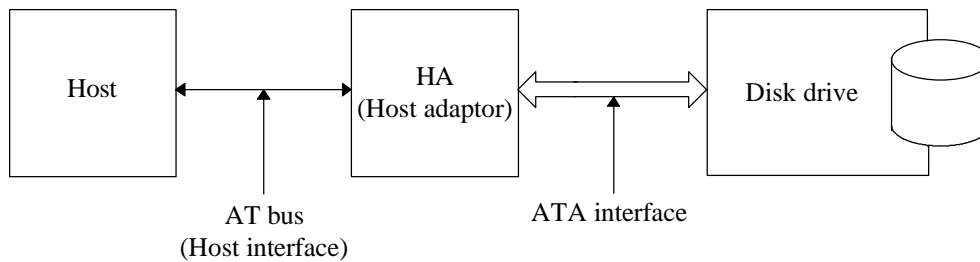 Host
HA
(Host adaptor)
Disk drive
AT bus
(Host interface)
ATA interface